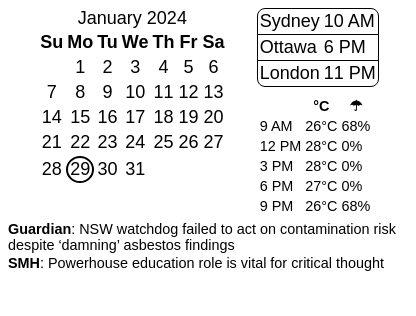 January 2024
Su Mo Tu We Th Fr Sa
1 2 3 4 5 6
7 8 9 10 11 12 13
14 15 16 17 18 19 20
21 22 23 24 25 26 27
28 29 30 31
Sydney 10 AM
Ottawa 6 PM
London 11 PM
°C ☂
9 AM 26°C 68%
12 PM 28°C 0%
3 PM 28°C 0%
6 PM 27°C 0%
9 PM 26°C 68%
Guardian: NSW watchdog failed to act on contamination risk
despite ‘damning’ asbestos findings
SMH: Powerhouse education role is vital for critical thought